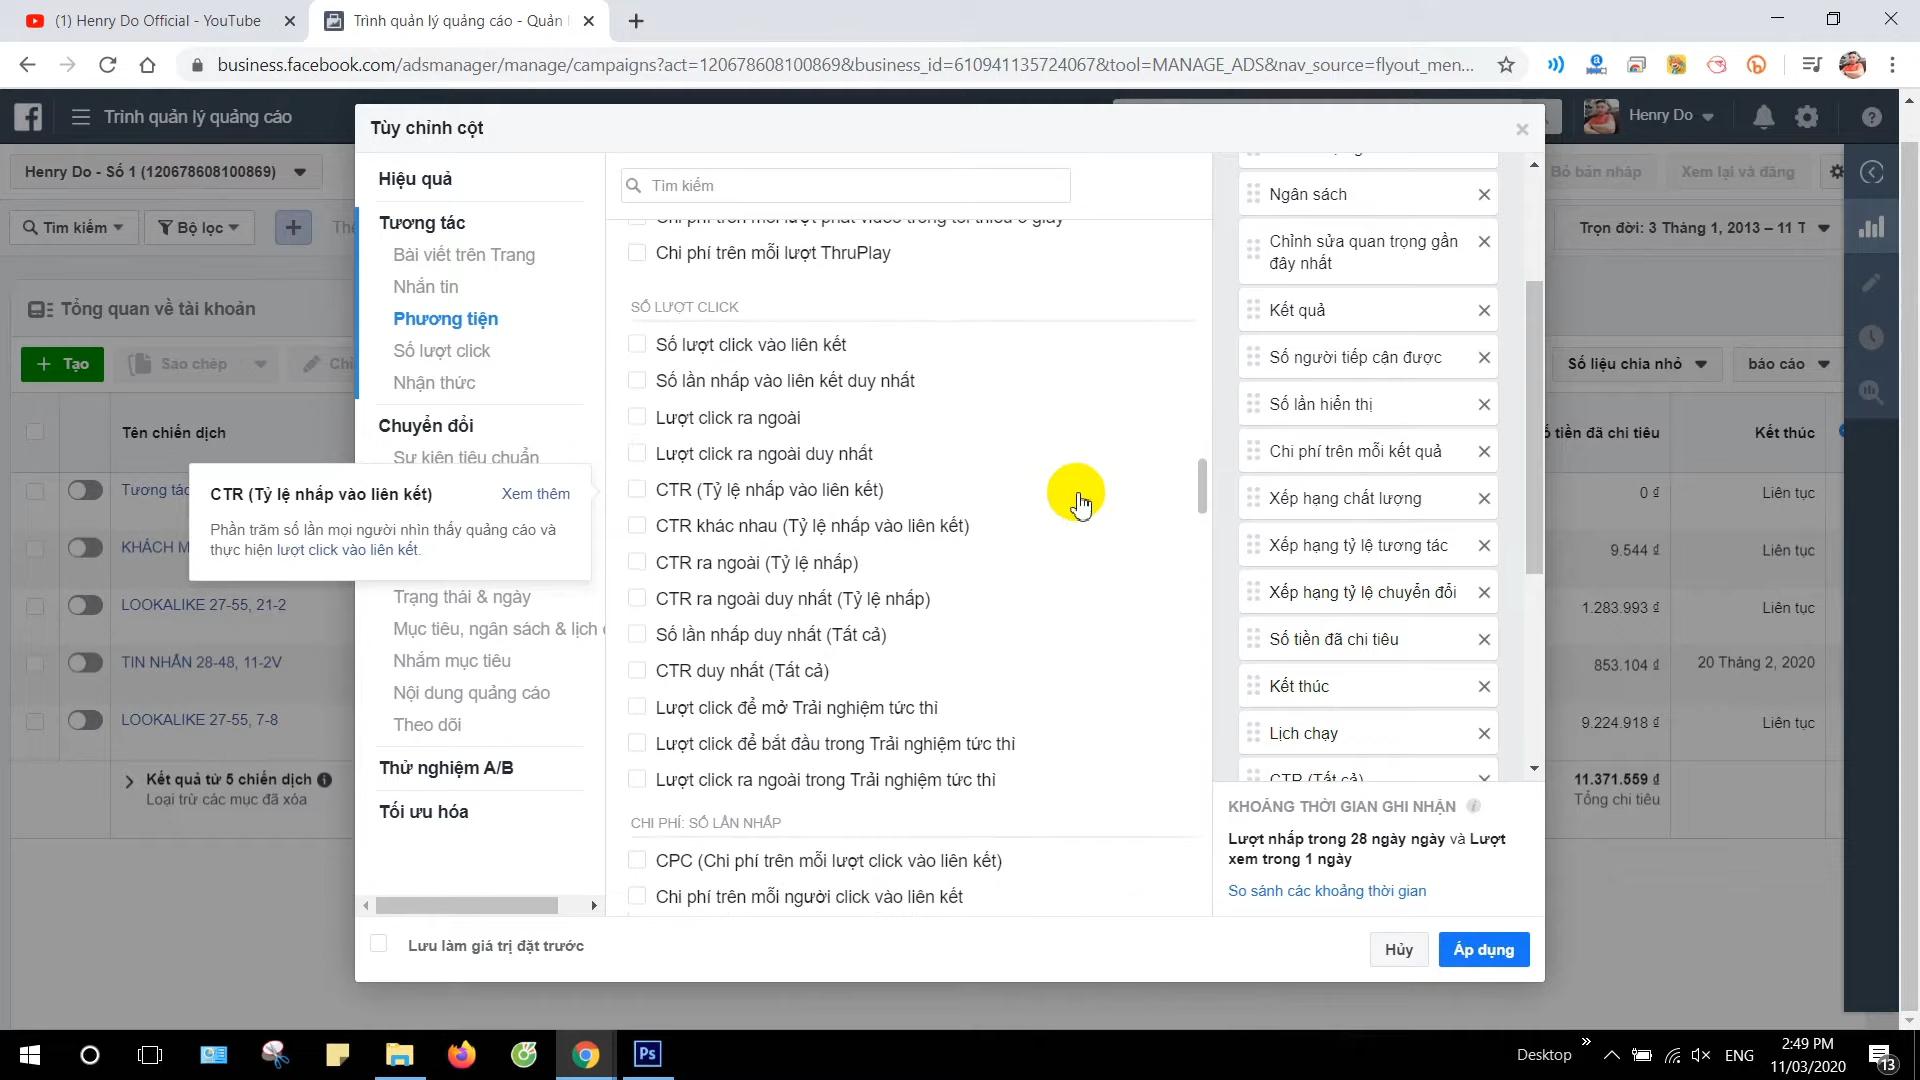 (1) Henry Do Official - YouTube
Trình quản lý quảng cáo - Quản
business.facebook.com/adsmanager/manage/campaigns?act=120678608100869&business_id=610941135724067&tool=MANAGE_ADS&nav_source=flyout_men...
Trình quản lý quảng cáo
Henry Do
Henry Do - Số 1 (120678608100869)
Bỏ bản nháp
Xem lại và đăng
Tìm kiếm
Bộ lọc
Trọn đời: 3 Tháng 1, 2013 – 11 T
Tổng quan về tài khoản
Tạo
Sao chép
Số liệu chia nhỏ
báo cáo
Tên chiến dịch
ố tiền đã chi tiêu
Kết thúc
Tương tác
0 ₫
Liên tục
KHÁCH M
9.544 ₫
Liên tục
LOOKALIKE 27-55, 21-2
1.283.993 ₫
Liên tục
TIN NHẮN 28-48, 11-2V
853.104 ₫
20 Tháng 2, 2020
LOOKALIKE 27-55, 7-8
9.224.918 ₫
Liên tục
Kết quả từ 5 chiến dịch
Loại trừ các mục đã xóa
11.371.559 ₫
Tổng chi tiêu
Tùy chỉnh cột
Hiệu quả
Tương tác
Bài viết trên Trang
Nhắn tin
Phương tiện
Số lượt click
Nhận thức
Chuyển đổi
Sự kiện tiêu chuẩn
CTR (Tỷ lệ nhấp vào liên kết)
Xem thêm
Phần trăm số lần mọi người nhìn thấy quảng cáo và
thực hiện lượt click vào liên kết.
Trạng thái & ngày
Mục tiêu, ngân sách & lịch
Nhắm mục tiêu
Nội dung quảng cáo
Theo dõi
Thử nghiệm A/B
Tối ưu hóa
Tìm kiếm
Chi phí trên mỗi lượt ThruPlay
SỐ LƯỢT CLICK
Số lượt click vào liên kết
Số lần nhấp vào liên kết duy nhất
Lượt click ra ngoài
Lượt click ra ngoài duy nhất
CTR (Tỷ lệ nhấp vào liên kết)
CTR khác nhau (Tỷ lệ nhấp vào liên kết)
CTR ra ngoài (Tỷ lệ nhấp)
CTR ra ngoài duy nhất (Tỷ lệ nhấp)
Số lần nhấp duy nhất (Tất cả)
CTR duy nhất (Tất cả)
Lượt click để mở Trải nghiệm tức thì
Lượt click để bắt đầu trong Trải nghiệm tức thì
Lượt click ra ngoài trong Trải nghiệm tức thì
CHI PHÍ: SỐ LẦN NHẤP
CPC (Chi phí trên mỗi lượt click vào liên kết)
Chi phí trên mỗi người click vào liên kết
Ngân sách
Chỉnh sửa quan trọng gần
đây nhất
Kết quả
Số người tiếp cận được
Số lần hiển thị
Chi phí trên mỗi kết quả
Xếp hạng chất lượng
Xếp hạng tỷ lệ tương tác
Xếp hạng tỷ lệ chuyển đổi
Số tiền đã chi tiêu
Kết thúc
Lịch chạy
CTR (Tất cả)
KHOẢNG THỜI GIAN GHI NHẬN
Lượt nhấp trong 28 ngày ngày và Lượt
xem trong 1 ngày
So sánh các khoảng thời gian
Lưu làm giá trị đặt trước
Hủy
Áp dụng
Ps
Desktop
ENG
2:49 PM
11/03/2020
13